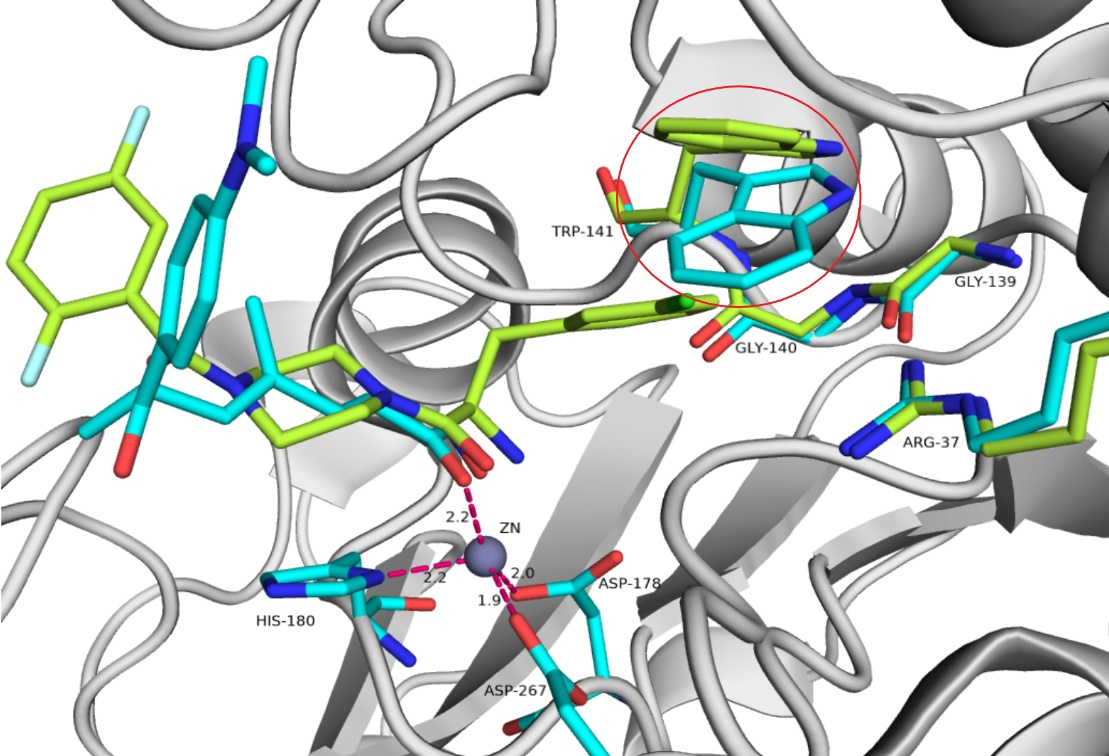 TRP-141
GLY-139
GLY-140
ARG-37
2.2
ZN
2.2
2.0
ASP-178
1.9
HIS-180
ASP-267